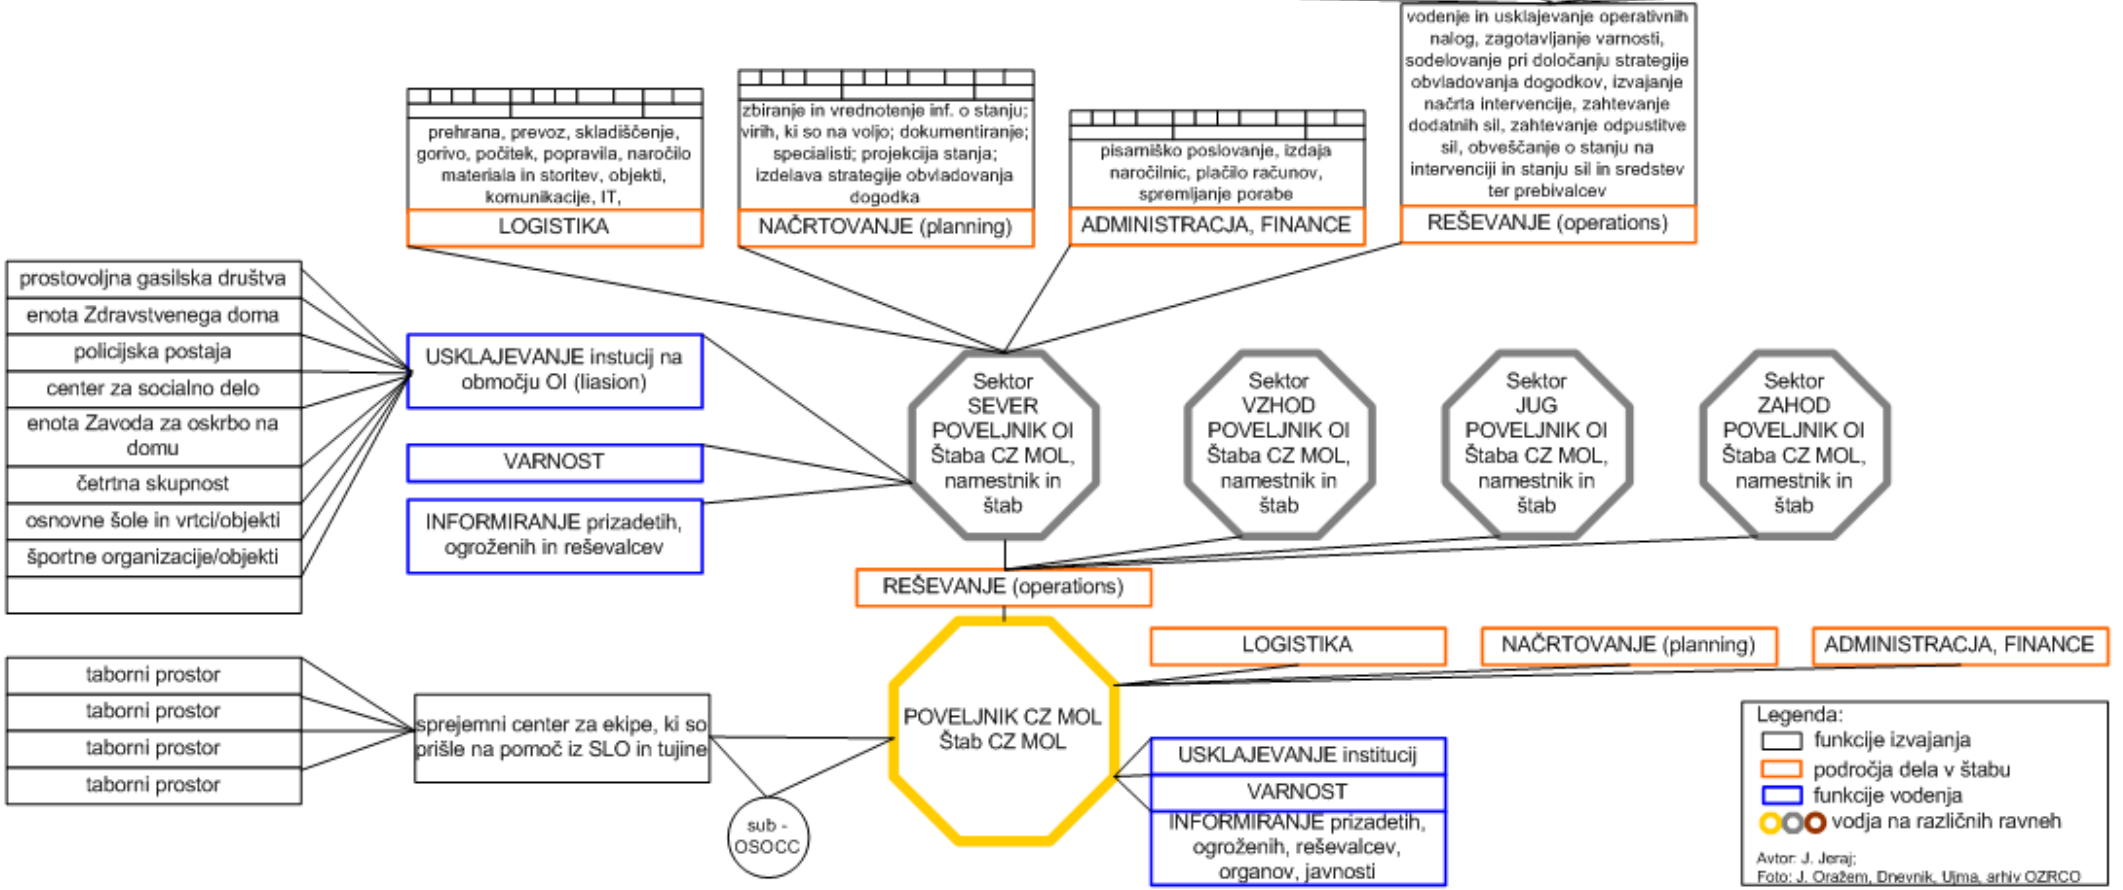 vodenje in usklajevanje operativnih
nalog, zagotavljanje varnosti,
sodelovanje pri določanju strategije
obvladovanja dogodkov, izvajanje
načrta intervencije, zahtevanje
dodatnih sil, zahtevanje odpustitve
sil, obveščanje o stanju na
intervenciji in stanju sil in sredstev
ter prebivalcev
REŠEVANJE (operations)
prehrana, prevoz, skladiščenje,
gorivo, počitek, popravila, naročilo
materiala in storitev, objekti,
komunikacije, IT,
LOGISTIKA
zbiranje in vrednotenje inf. o stanju;
virih, ki so na voljo; dokumentiranje;
specialisti; projekcija stanja;
izdelava strategije obvladovanja
dogodka
NAČRTOVANJE (planning)
pisarniško poslovanje, izdaja
naročilnic, plačilo računov,
spremljanje porabe
ADMINISTRACJA, FINANCE
prostovoljna gasilska društva
enota Zdravstvenega doma
policijska postaja
center za socialno delo
enota Zavoda za oskrbo na
domu
četrtna skupnost
osnovne šole in vrtci/objekti
športne organizacije/objekti
USKLAJEVANJE instucij na
območju OI (liasion)
VARNOST
INFORMIRANJE prizadetih,
ogroženih in reševalcev
Sektor
SEVER
POVELJNIK OI
Štaba CZ MOL,
namestnik in
štab
Sektor
VZHOD
POVELJNIK OI
Štaba CZ MOL,
namestnik in
štab
Sektor
JUG
POVELJNIK OI
Štaba CZ MOL,
namestnik in
štab
Sektor
ZAHOD
POVELJNIK OI
Štaba CZ MOL,
namestnik in
štab
REŠEVANJE (operations)
LOGISTIKA
NAČRTOVANJE (planning)
ADMINISTRACJA, FINANCE
taborni prostor
taborni prostor
taborni prostor
taborni prostor
sprejemni center za ekipe, ki so
prišle na pomoč iz SLO in tujine
sub -
OSOCC
POVELJNIK CZ MOL
Štab CZ MOL
USKLAJEVANJE institucij
VARNOST
INFORMIRANJE prizadetih,
ogroženih, reševalcev,
organov, javnosti
Legenda:
funkcije izvajanja
področja dela v štabu
funkcije vodenja
vodja na različnih ravneh
Avtor: J. Jeraj;
Foto: J. Oražem, Dnevnik, Ujma, arhiv OZRCO